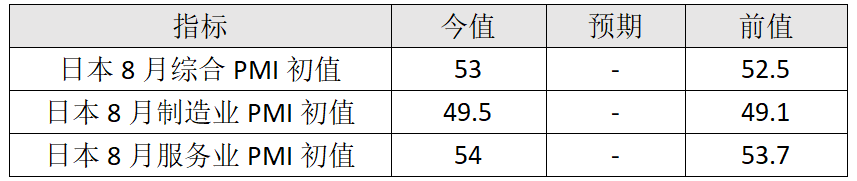 指标 今值 预期 前值
日本 8 月综合 PMI 初值 53 - 52.5
日本 8 月制造业 PMI 初值 49.5 - 49.1
日本 8 月服务业 PMI 初值 54 - 53.7